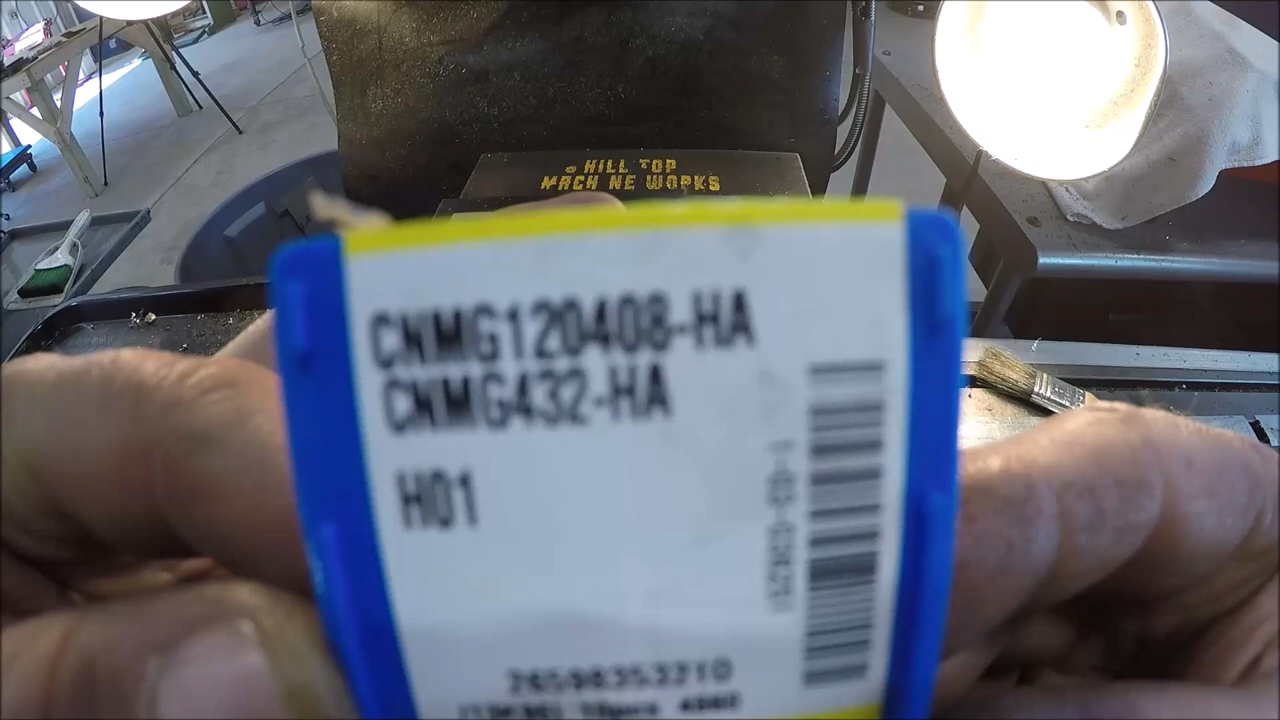 HILL TOP
MACH NE WORKS
CNMG120408-HA
CNMG432-HA
H01